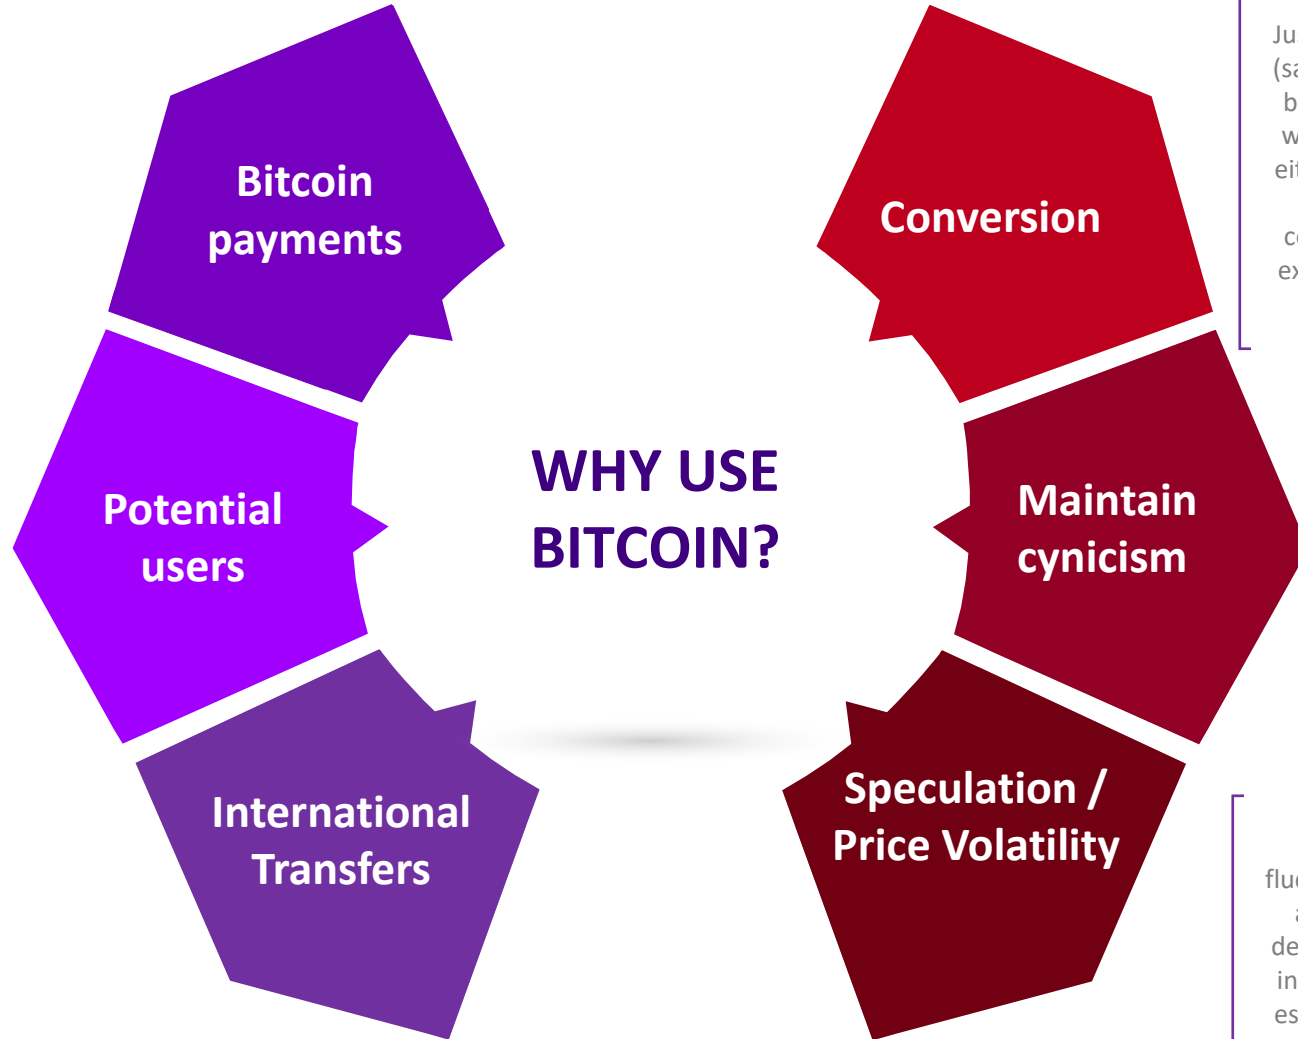 Bitcoin
payments
Potential
users
International
Transfers
WHY USE
BITCOIN?
Conversion
Maintain
cynicism
Speculation /
Price Volatility